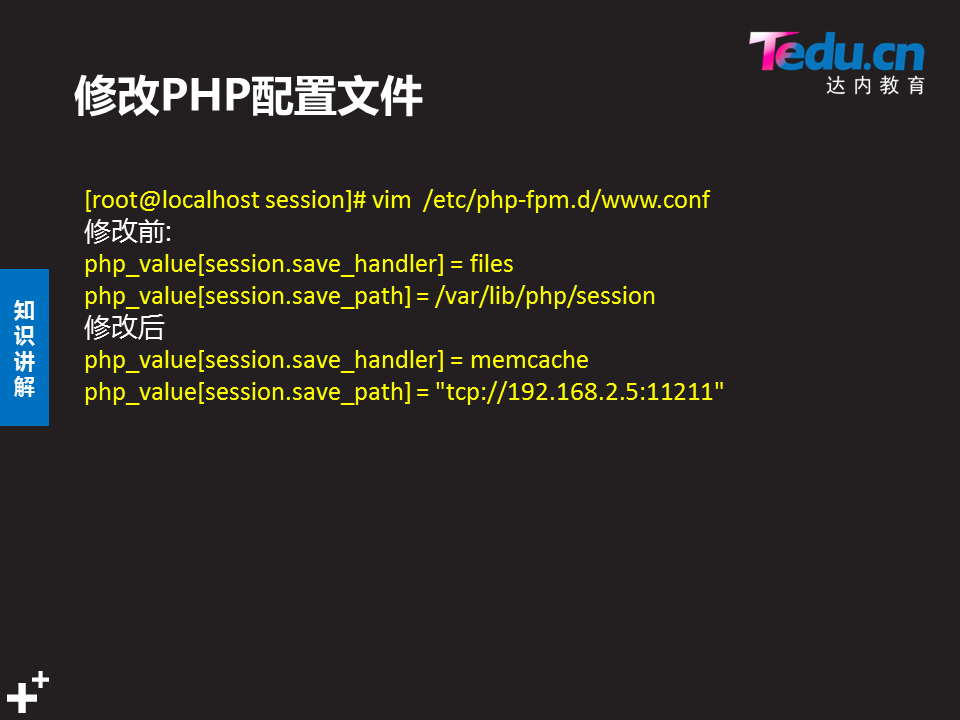 Tedu.cn
达内教育
修改PHP配置文件
[root@localhost session]# vim  /etc/php-fpm.d/www.conf
修改前:
php_value[session.save_handler] = files
php_value[session.save_path] = /var/lib/php/session
修改后
php_value[session.save_handler] = memcache
php_value[session.save_path] = "tcp://192.168.2.5:11211"
知识讲解